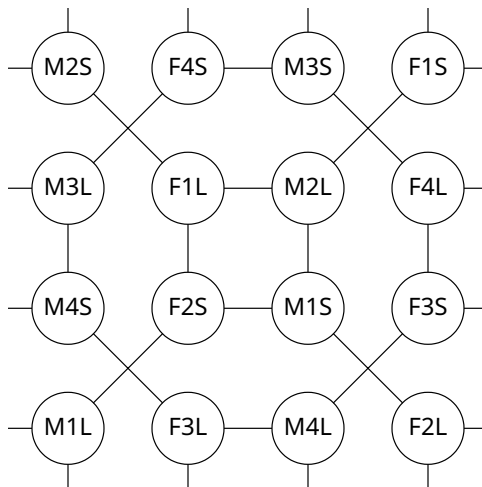 M2S F4S M3S F1S
M3L F1L M2L F4L
M4S F2S M1S F3S
M1L F3L M4L F2L